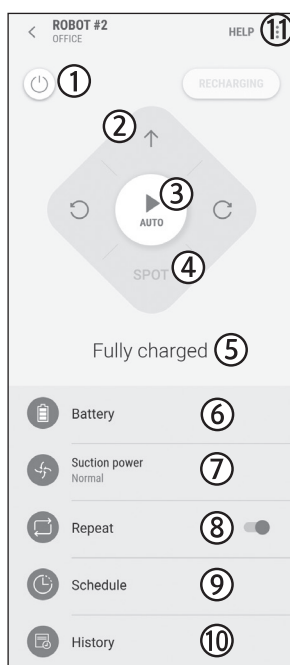 ROBOT #2
OFFICE
HELP ⑪
①
RECHARGING
②
③
AUTO
SPOT ④
Fully charged ⑤
Battery ⑥
Suction power
Normal
⑦
Repeat ⑧
Schedule ⑨
History ⑩